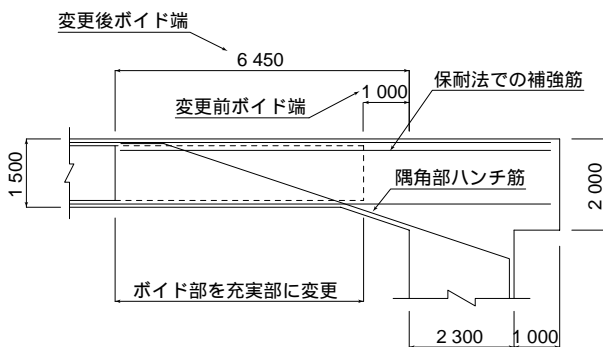 変更後ボイド端
6 450
1 000
保耐法での補強筋
変更前ボイド端
1 500
隅角部ハンチ筋
2 000
ボイド部を充実部に変更
2 300
1 000